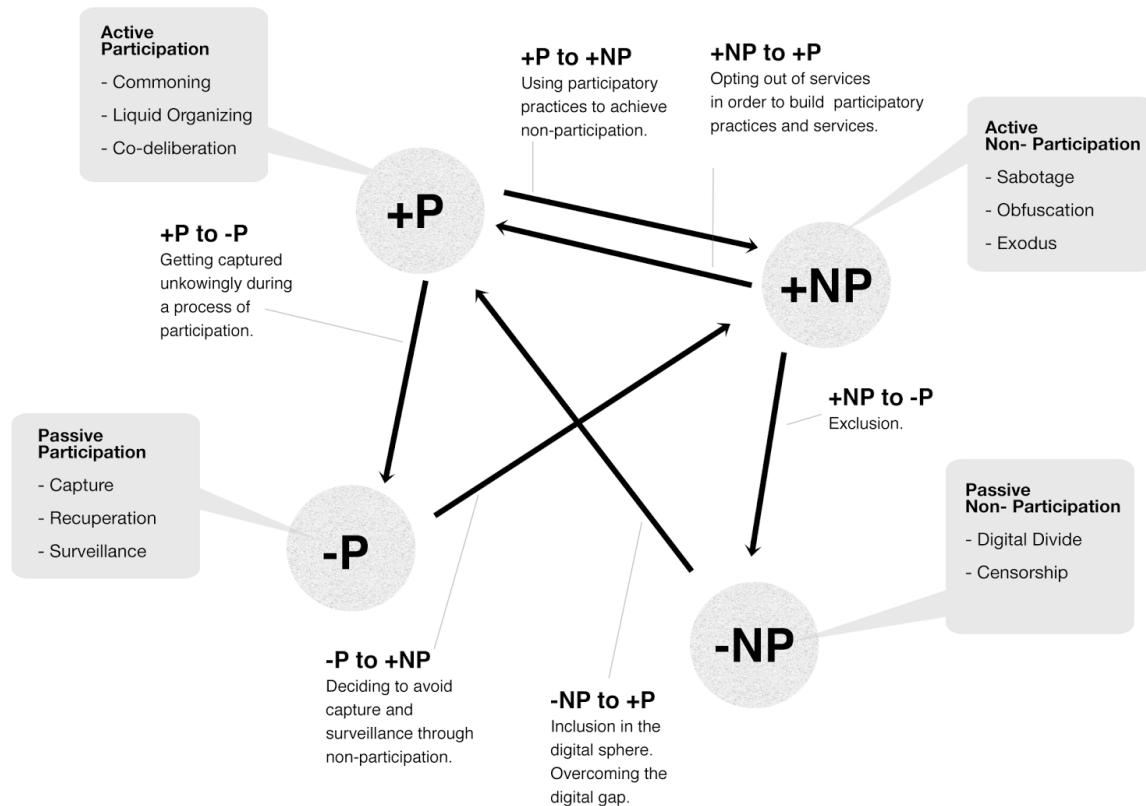 Active
Participation
- Commoning
- Liquid Organizing
- Co-deliberation
+P to +NP
Using participatory
practices to achieve
non-participation.
+NP to +P
Opting out of services
in order to build participatory
practices and services.
Active
Non- Participation
- Sabotage
- Obfuscation
- Exodus
+P
+NP
+P to -P
Getting captured
unkowingly during
a process of
participation.
+NP to -P
Exclusion.
Passive
Participation
- Capture
- Recuperation
- Surveillance
-P
Passive
Non- Participation
- Digital Divide
- Censorship
-NP
-P to +NP
Deciding to avoid
capture and
surveillance through
non-participation.
-NP to +P
Inclusion in the
digital sphere.
Overcoming the
digital gap.